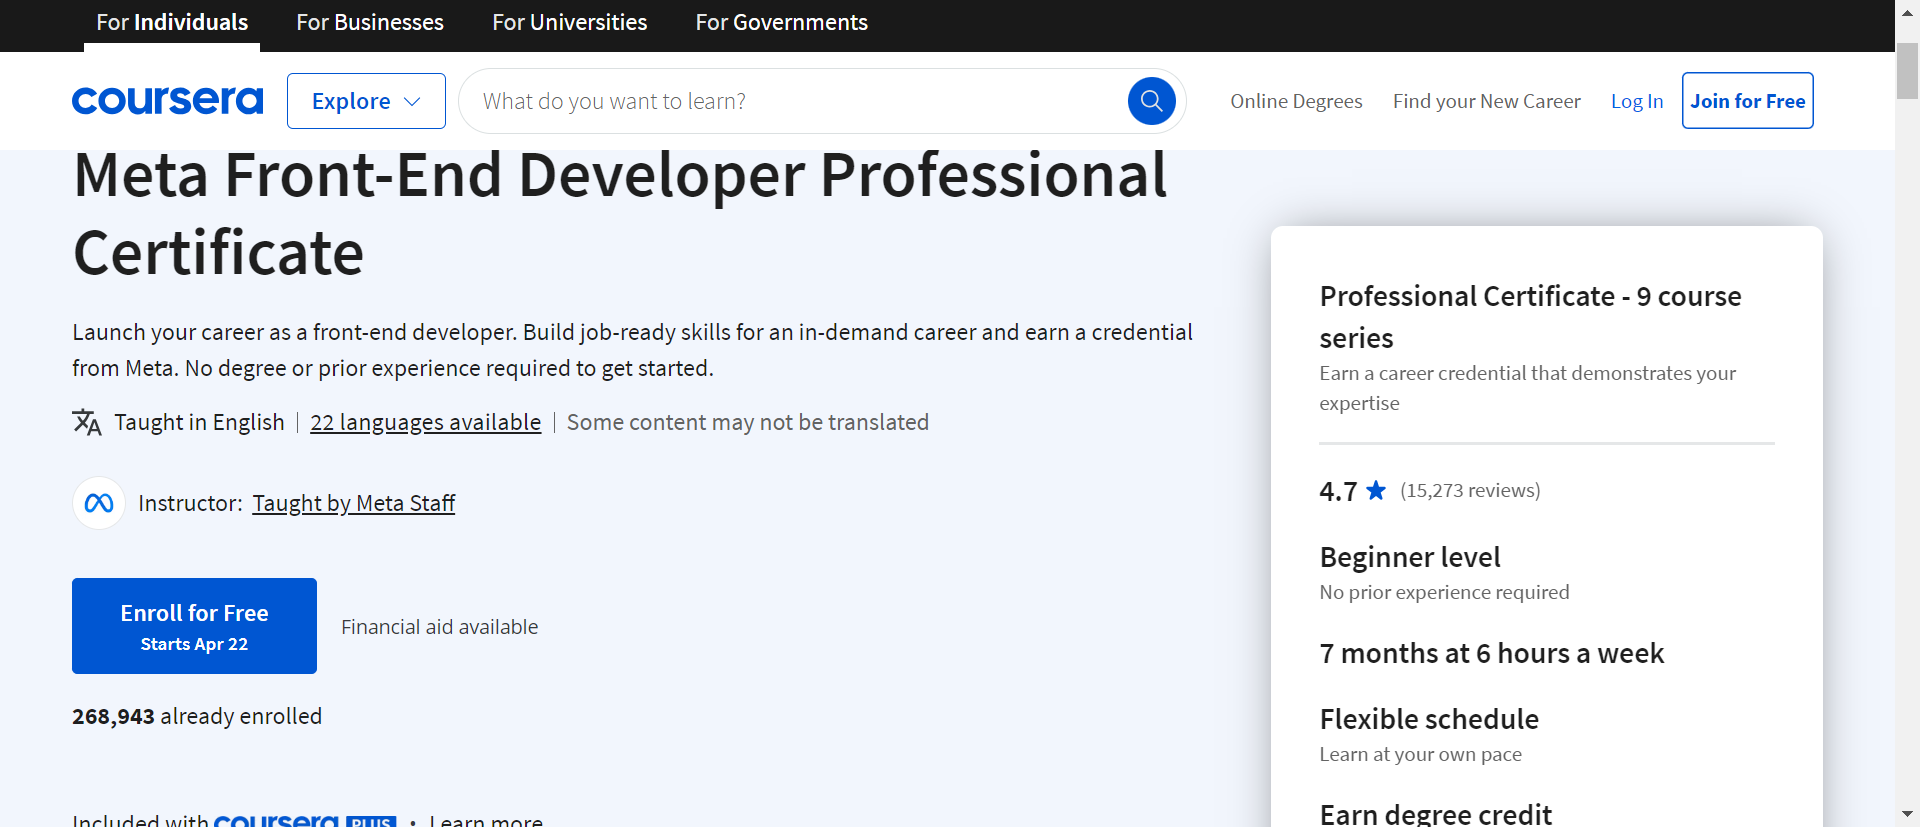 For Individuals For Businesses For Universities For Governments
coursera Explore What do you want to learn? Online Degrees Find your New Career Log In Join for Free
Meta Front-End Developer Professional
Certificate
Launch your career as a front-end developer. Build job-ready skills for an in-demand career and earn a credential
from Meta. No degree or prior experience required to get started.
Taught in English | 22 languages available | Some content may not be translated
Instructor: Taught by Meta Staff
Enroll for Free
Starts Apr 22
Financial aid available
268,943 already enrolled
Included with coursera PLUS • Learn more
Professional Certificate - 9 course
series
Earn a career credential that demonstrates your
expertise
4.7 ★ (15,273 reviews)
Beginner level
No prior experience required
7 months at 6 hours a week
Flexible schedule
Learn at your own pace
Earn degree credit